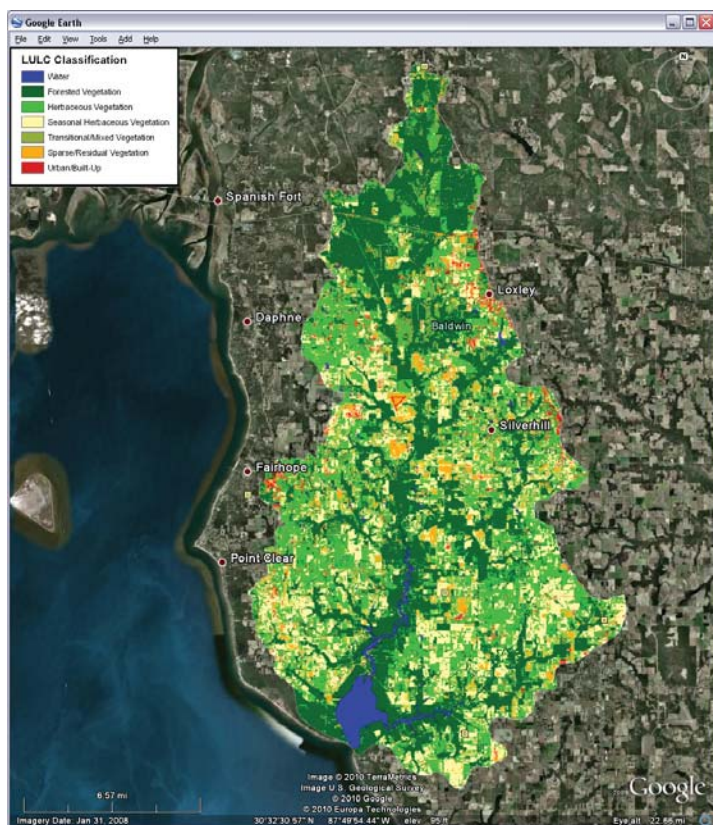 Google Earth
File Edit View Tools Add Help
LULC Classification
Water
Forested Vegetation
Herbaceous Vegetation
Seasonal Herbaceous Vegetation
Transitional/Mixed Vegetation
Sparse/Residual Vegetation
Urban/Built-Up
N
Spanish Fort
Loxley
Daphne
Baldwin
Silverhill
Fairhope
Point Clear
Image © 2010 TerraMetrics
Image U.S. Geological Survey
© 2010 Google
© 2010 Europa Technologies
Google
6.57 mi
Imagery Date: Jan 31, 2008 30°32'30.57" N 87°49'54.44" W elev 95 ft Eye alt 22.66 mi